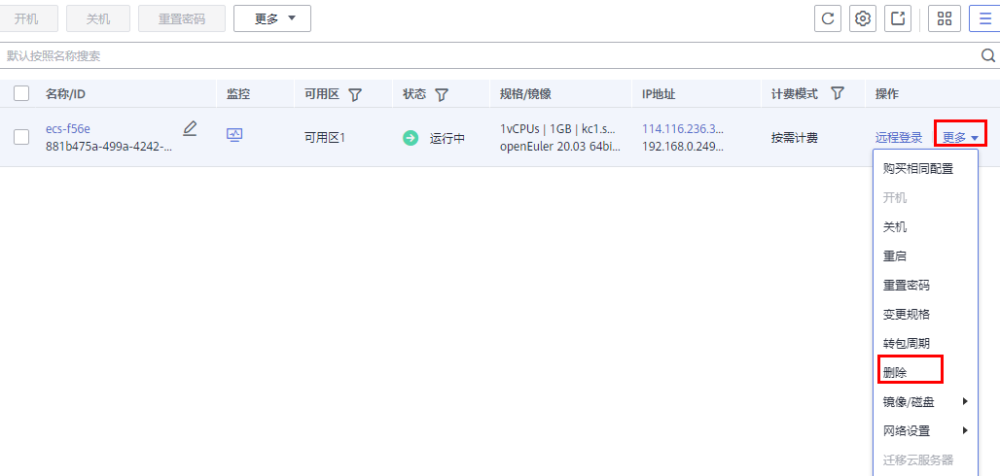 开机 关机 重置密码 更多
默认按照名称搜索
名称/ID 监控 可用区 状态 规格/镜像 IP地址 计费模式 操作
ecs-f56e
881b475a-499a-4242-...
可用区1
运行中
1vCPUs | 1GB | kc1.s...
openEuler 20.03 64bi...
114.116.236.3...
192.168.0.249...
按需计费
远程登录 更多
购买相同配置
开机
关机
重启
重置密码
变更规格
转包周期
删除
镜像/磁盘
网络设置
迁移云服务器